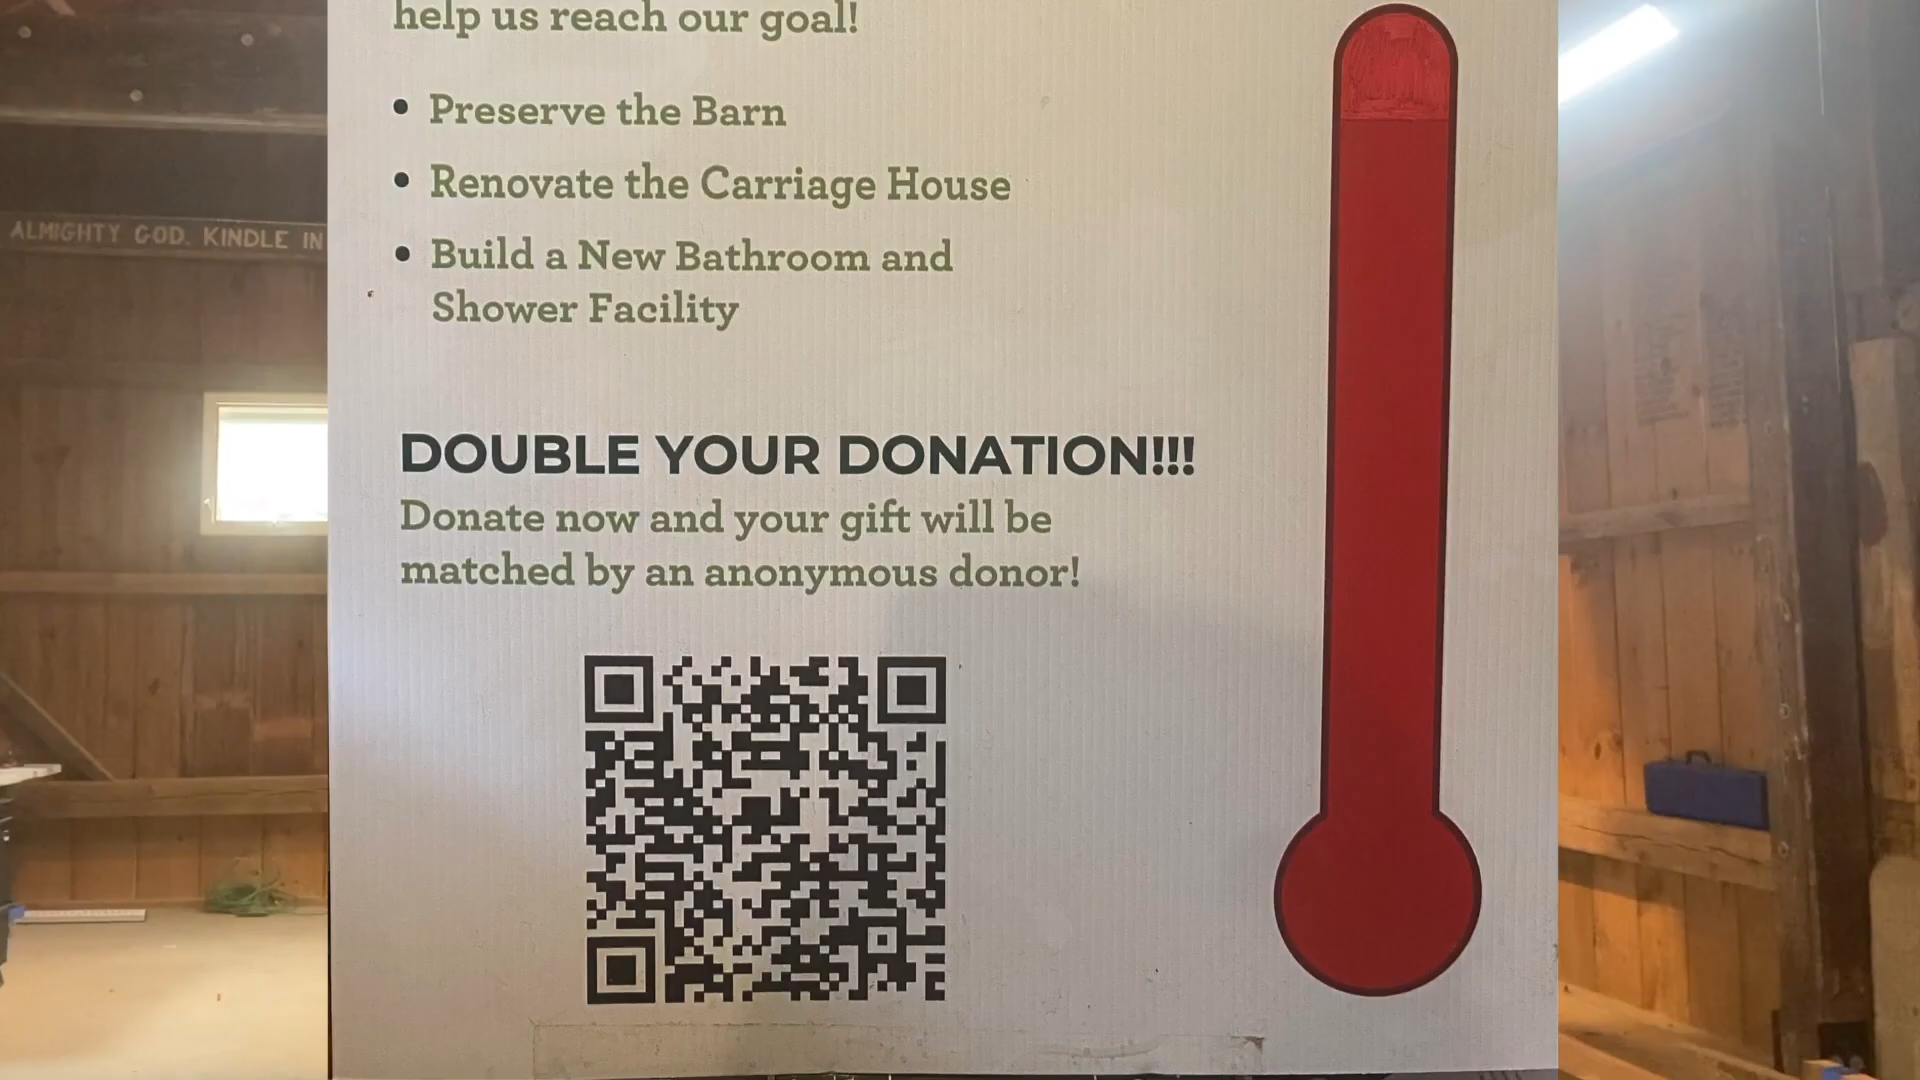 help us reach our goal!
• Preserve the Barn
• Renovate the Carriage House
• Build a New Bathroom and
Shower Facility
DOUBLE YOUR DONATION!!!
Donate now and your gift will be
matched by an anonymous donor!
ALMIGHTY GOD. KINDLE IN